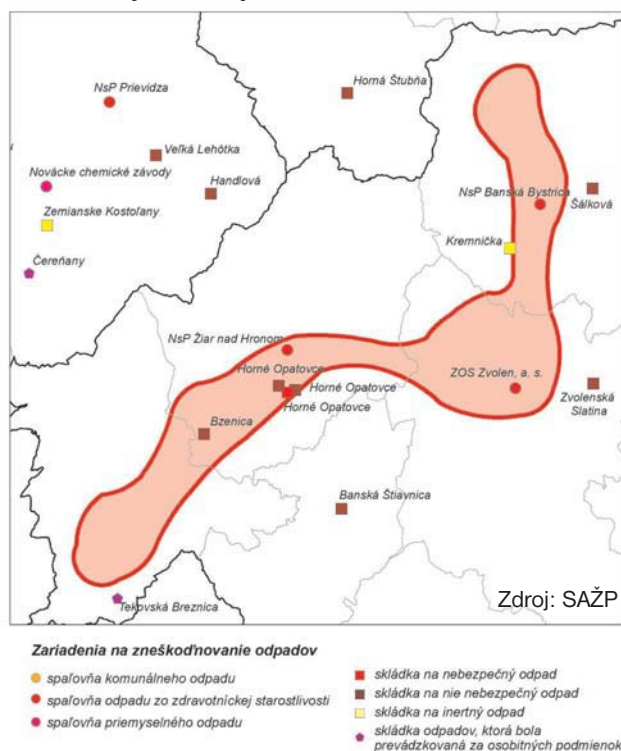 NsP Prievidza
Horná Štubňa
Veľká Lehôtka
Novácke chemické závody
Handlová
NsP Banská Bystrica
Šálková
Zemianske Kostoľany
Kremnička
Čereňany
NsP Žiar nad Hronom
Horné Opatovce
Horné Opatovce
Horné Opatovce
ZOS Zvolen, a. s.
Zvolenská
Slatina
Bzenica
Banská Štiavnica
Tekovská Breznica
Zdroj: SAŽP
Zariadenia na zneškodňovanie odpadov
spaľovňa komunálneho odpadu
spaľovňa odpadu zo zdravotníckej starostlivosti
spaľovňa priemyselného odpadu
skládka na nebezpečný odpad
skládka na nie nebezpečný odpad
skládka na inertný odpad
skládka odpadov, ktorá bola
prevádzkovaná za osobitných podmienok